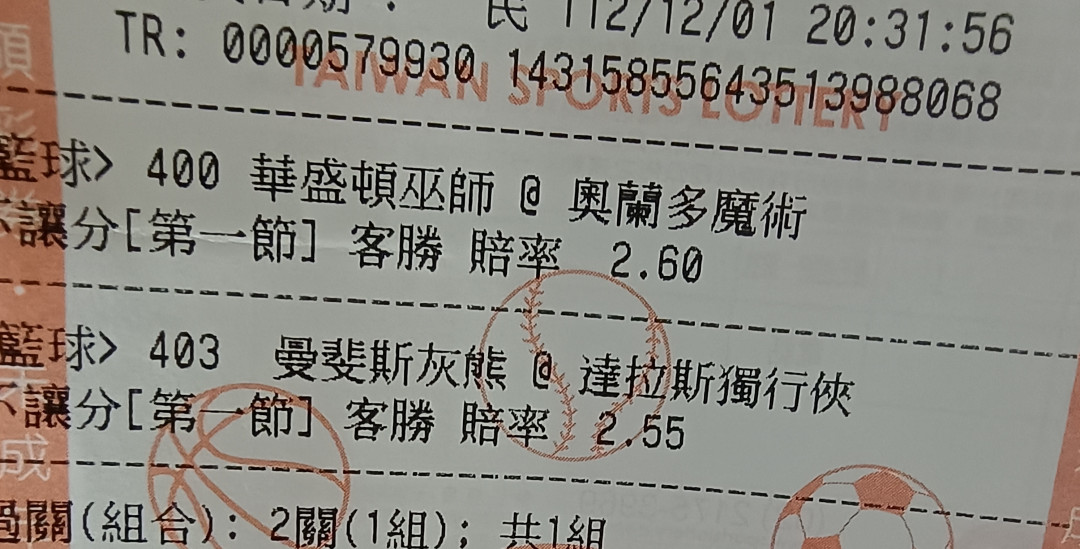 民 112/12/01 20:31:56
TR: 0000579930 14315855643513988068
TAIWAN SPORTS LOTTERY
籃球> 400 華盛頓巫師 @ 奧蘭多魔術
不讓分[第一節] 客勝 賠率 2.60
籃球> 403 曼斐斯灰熊 @ 達拉斯獨行俠
不讓分[第一節] 客勝 賠率 2.55
過關(組合): 2關(1組); 共1組